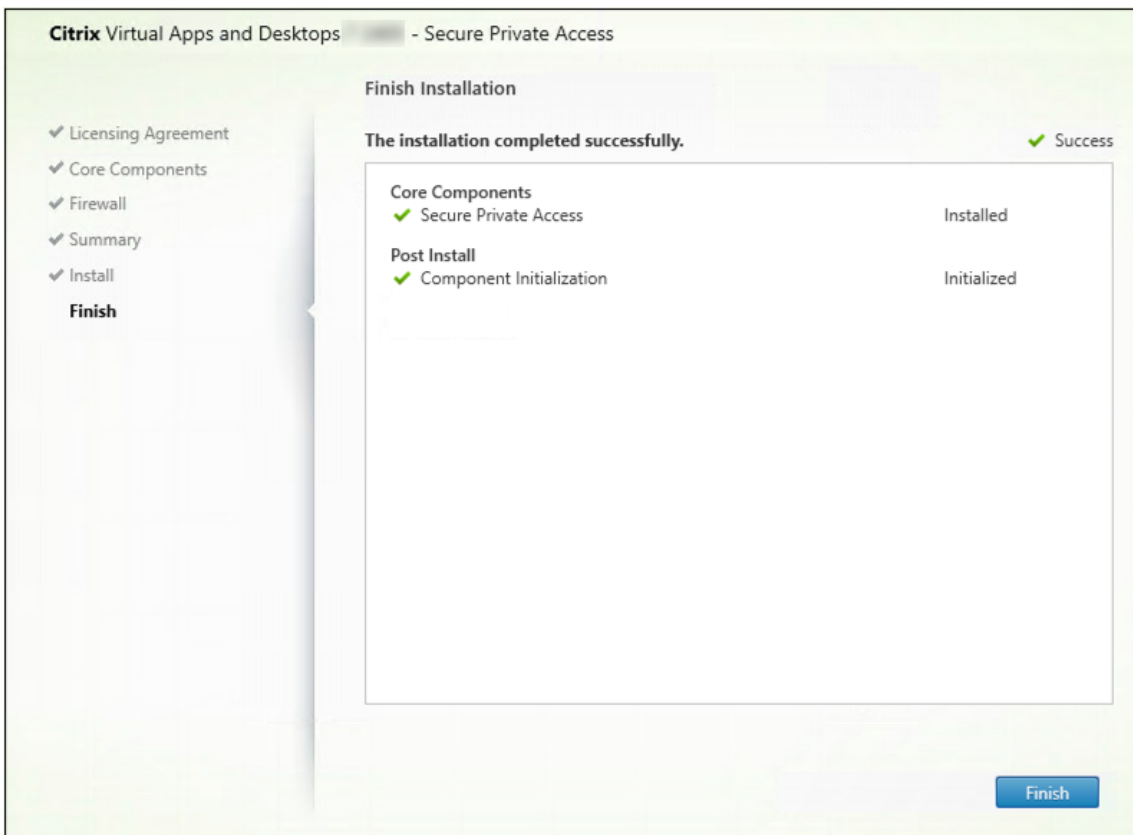 Citrix Virtual Apps and Desktops - Secure Private Access
Finish Installation
Licensing Agreement
Core Components
Firewall
Summary
Install
Finish
The installation completed successfully.
Success
Core Components
Secure Private Access Installed
Post Install
Component Initialization Initialized
Finish